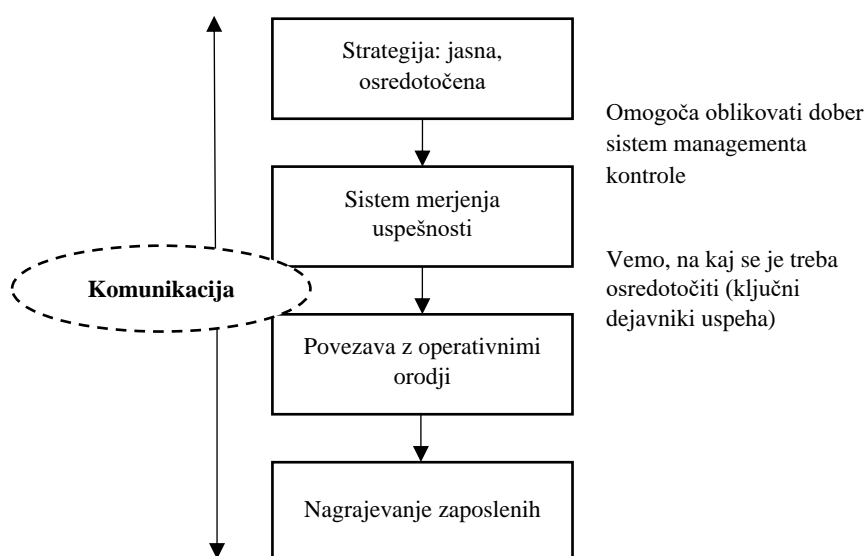 Strategija: jasna,
osredotočena
Omogoča oblikovati dober
sistem managementa
kontrole
Sistem merjenja
uspešnosti
Vemo, na kaj se je treba
osredotočiti (ključni
dejavniki uspeha)
Komunikacija
Povezava z operativnimi
orodji
Nagrajevanje zaposlenih